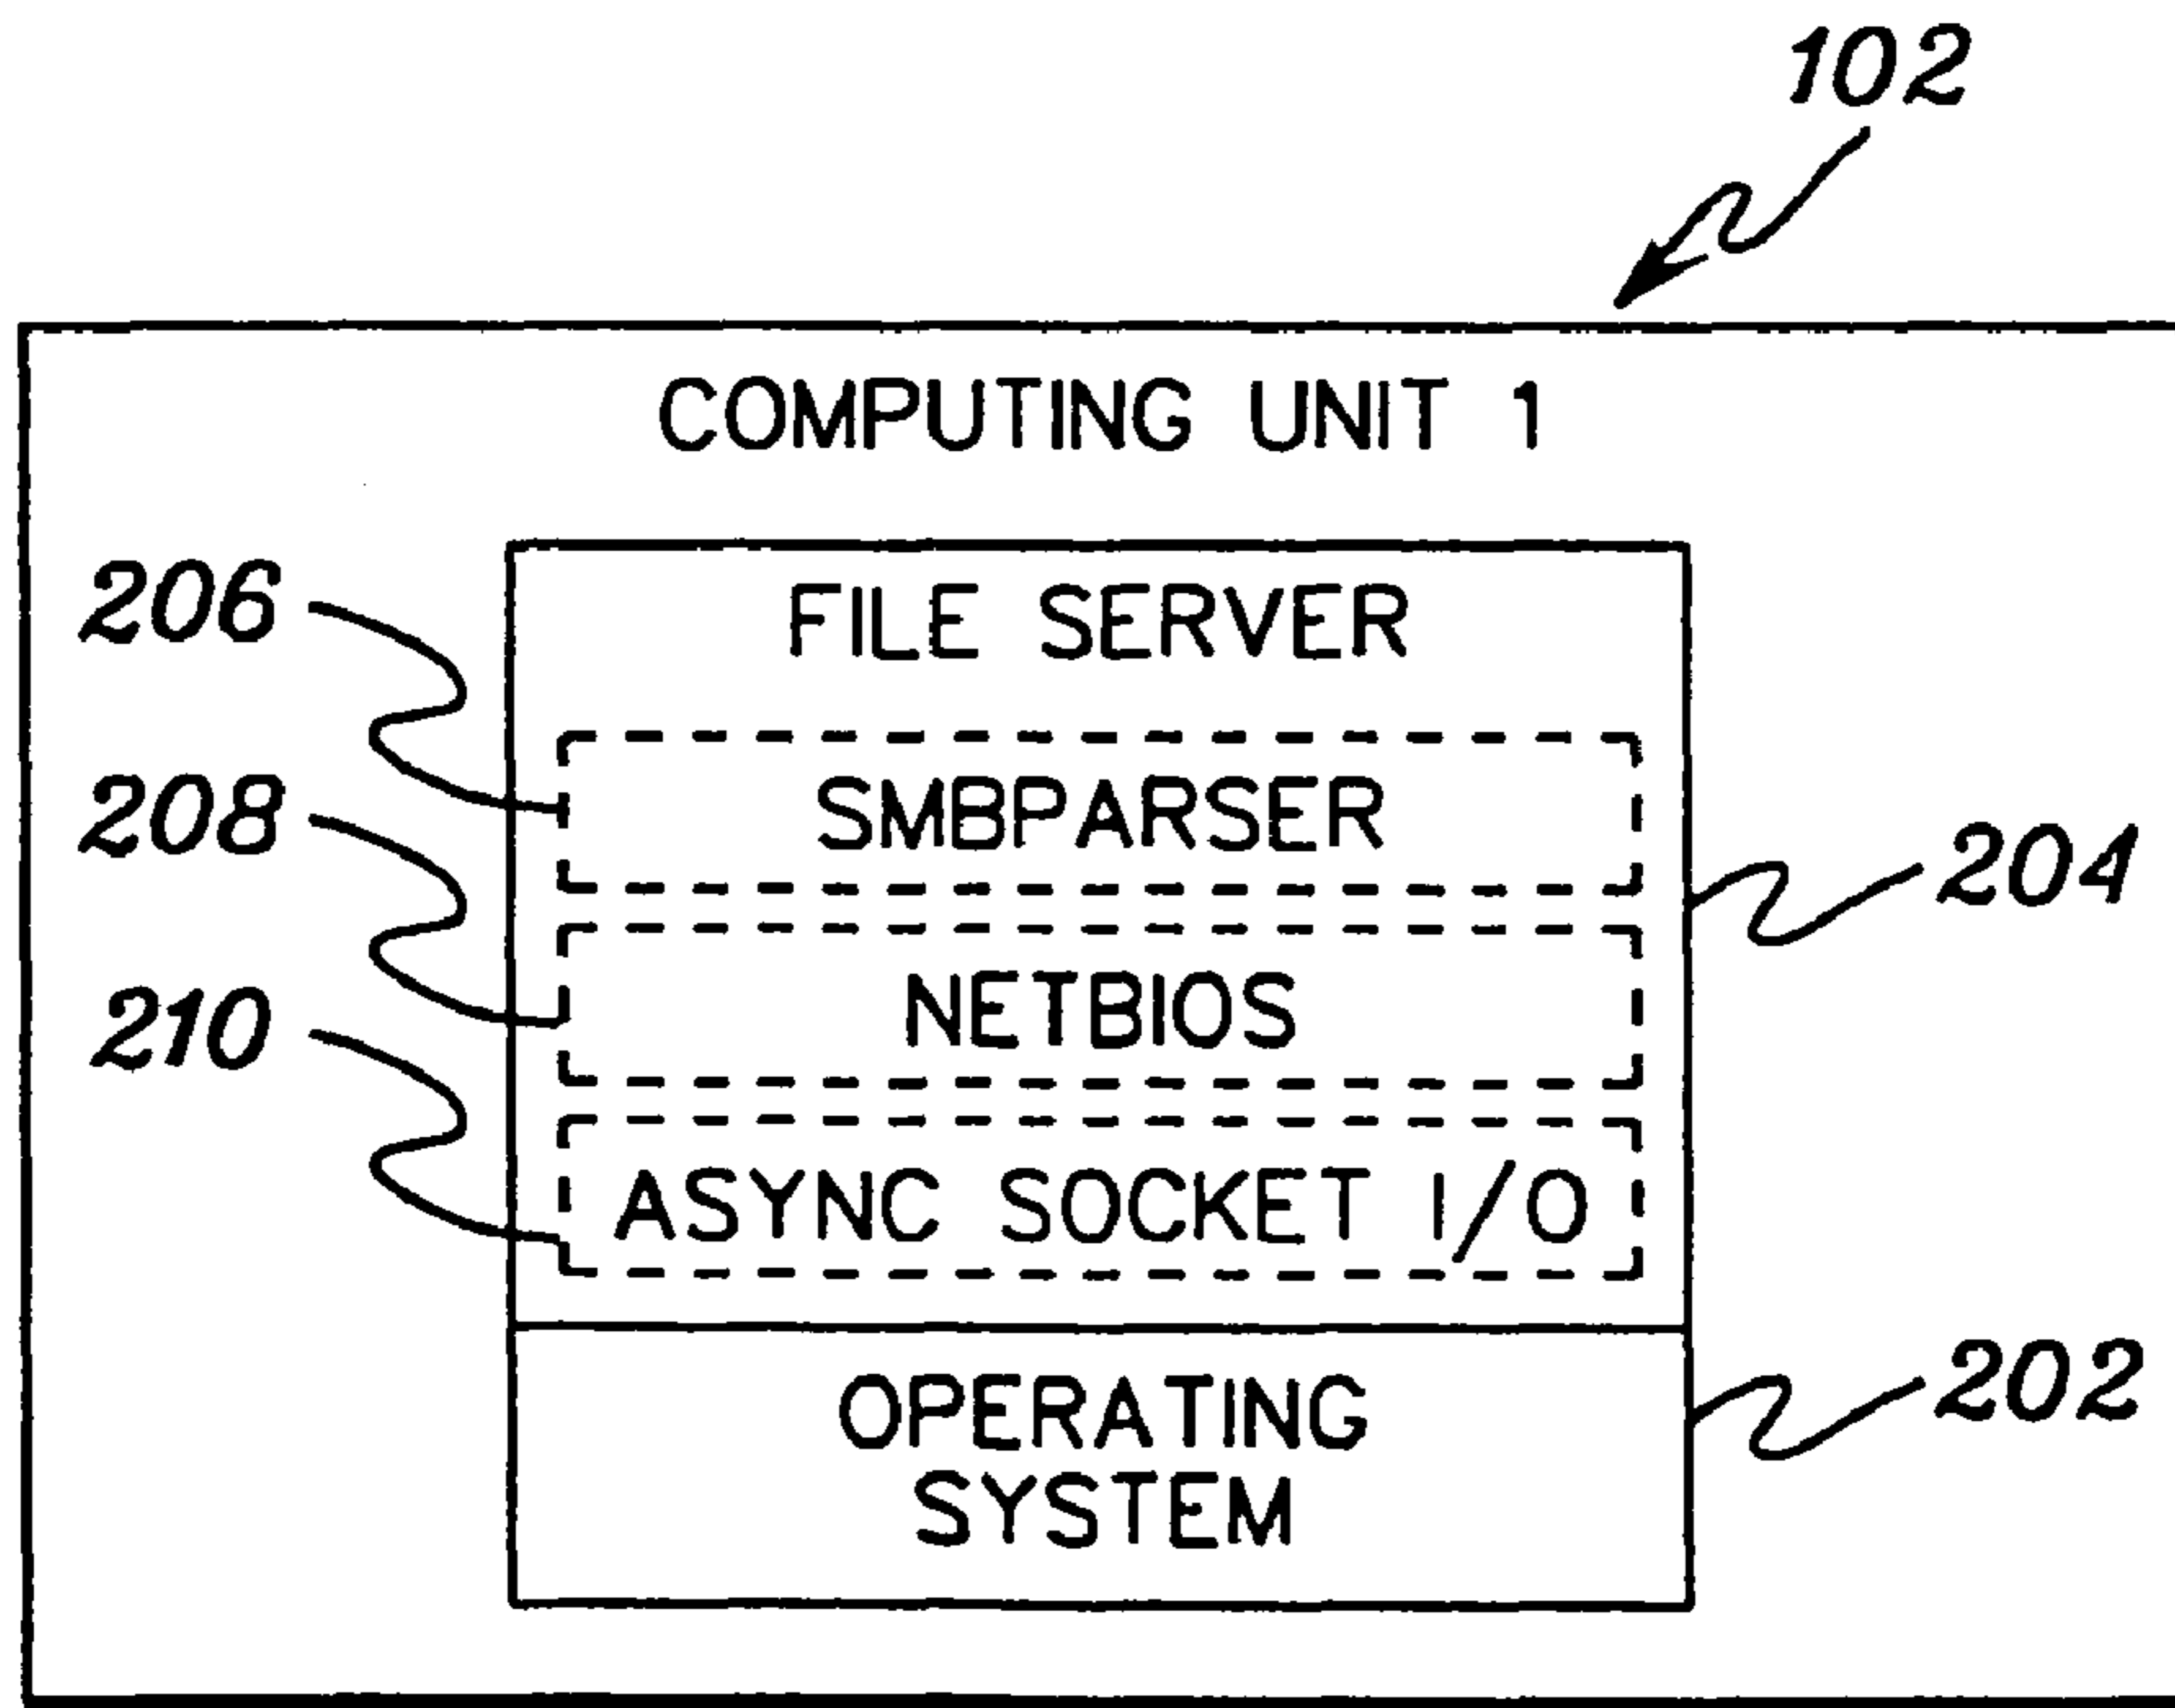 102
COMPUTING UNIT 1
206
FILE SERVER
208
SMBPARSER
204
210
NETBIOS
ASYNC SOCKET I/O
202
OPERATING
SYSTEM